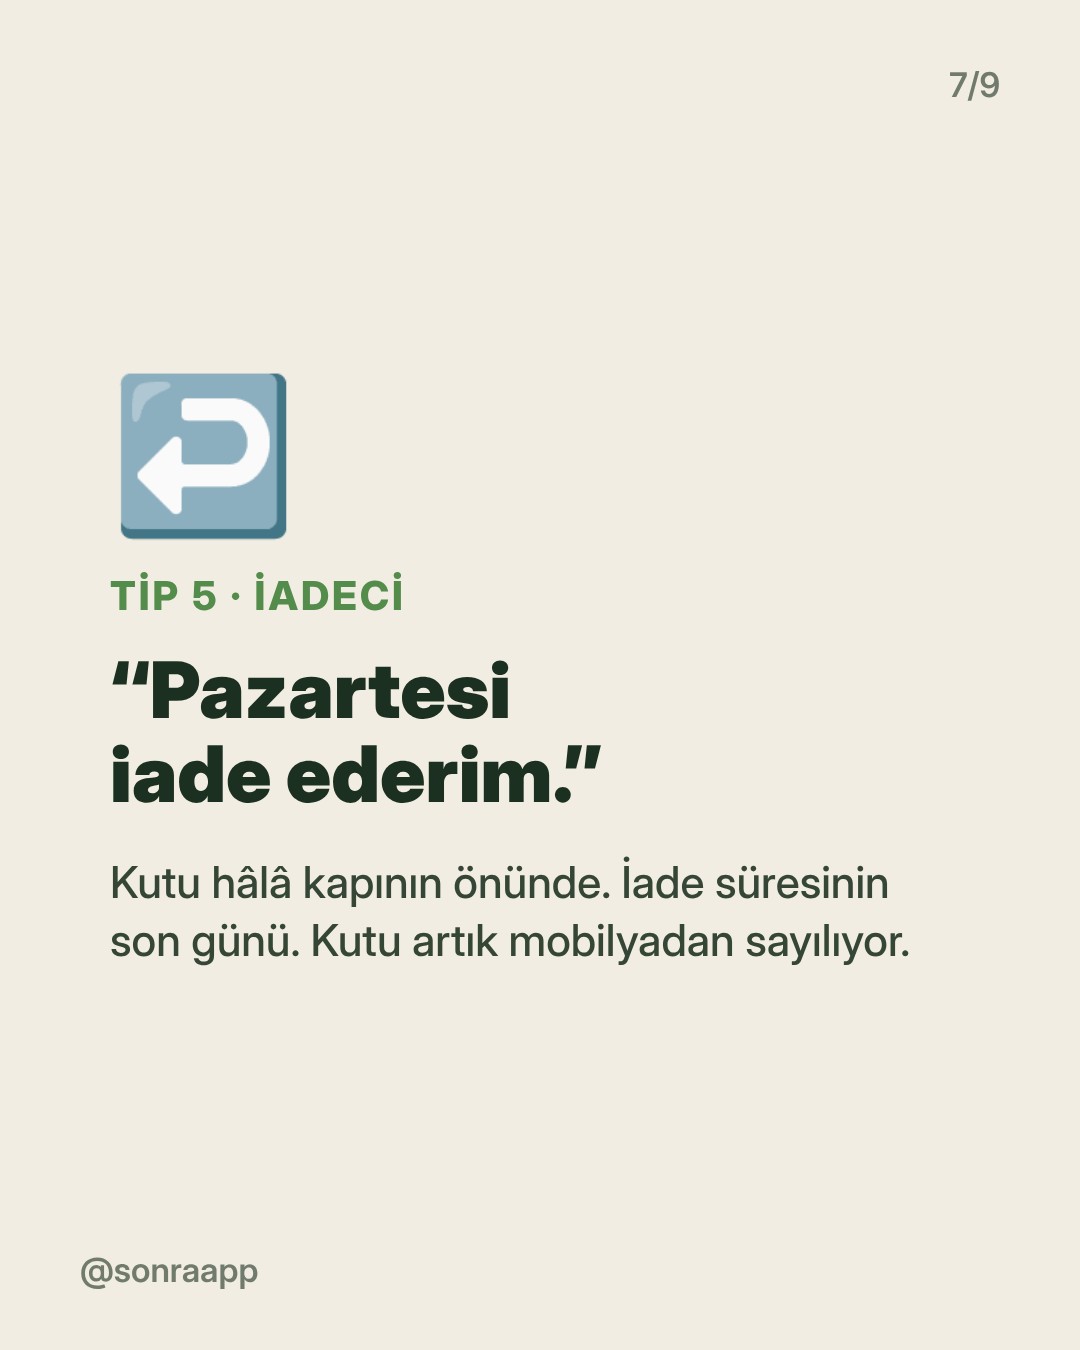 7/9
TİP 5 · İADECİ
“Pazartesi
iade ederim.”
Kutu hâlâ kapının önünde. İade süresinin
son günü. Kutu artık mobilyadan sayılıyor.
@sonraapp